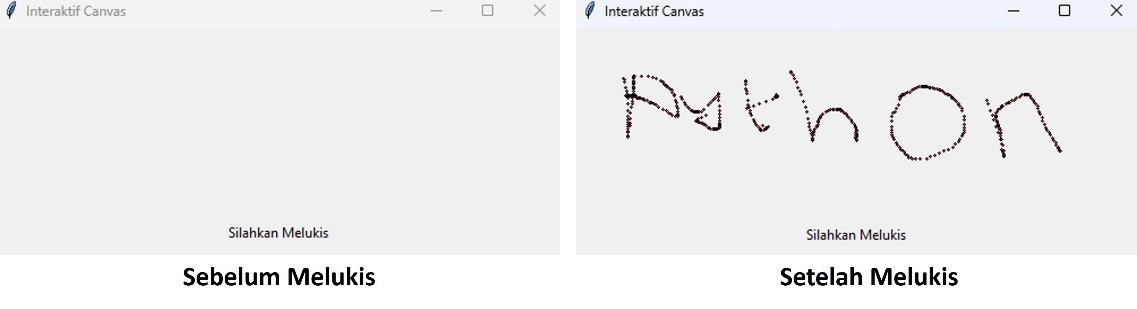 Interaktif Canvas
Silahkan Melukis
Sebelum Melukis
Interaktif Canvas
Python
Silahkan Melukis
Setelah Melukis